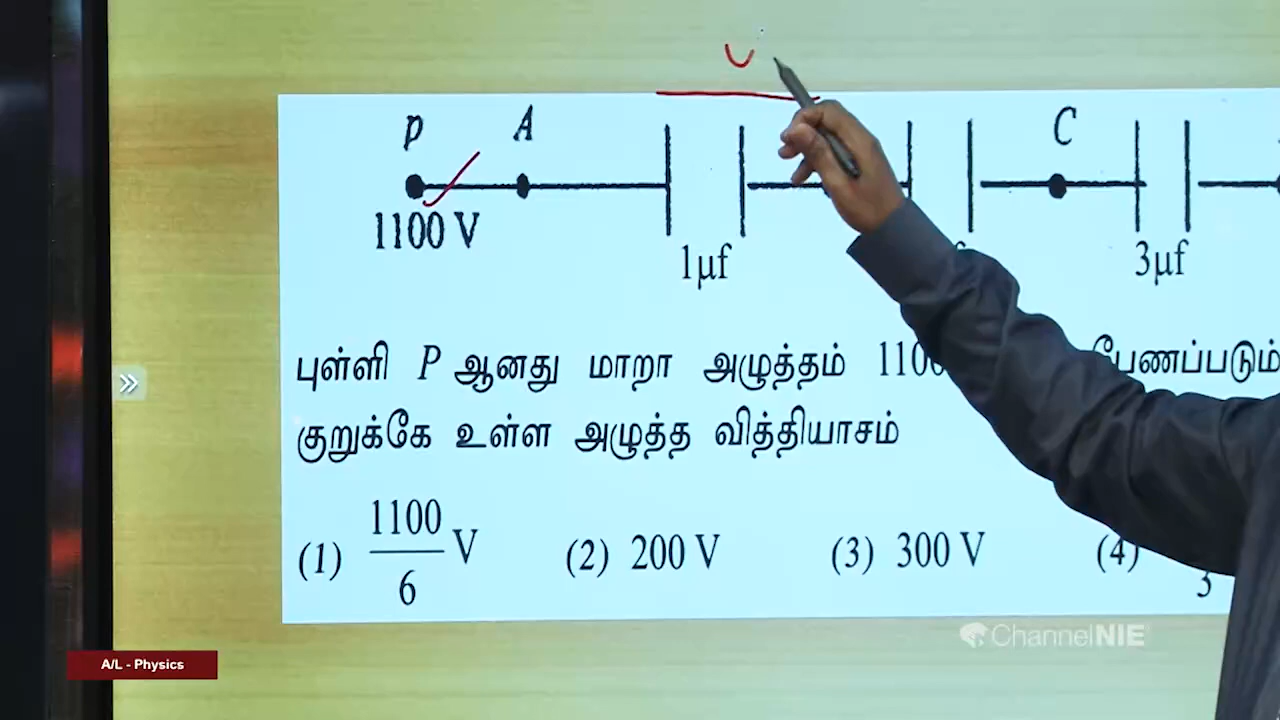 P A C
1100 V
1μf 3μf
புள்ளி P ஆனது மாறா அழுத்தம் பேணப்படும்
குறுக்கே உள்ள அழுத்த வித்தியாசம்
(1) 1100/6 V (2) 200 V (3) 300 V (4)
ChannelNIE
A/L - Physics